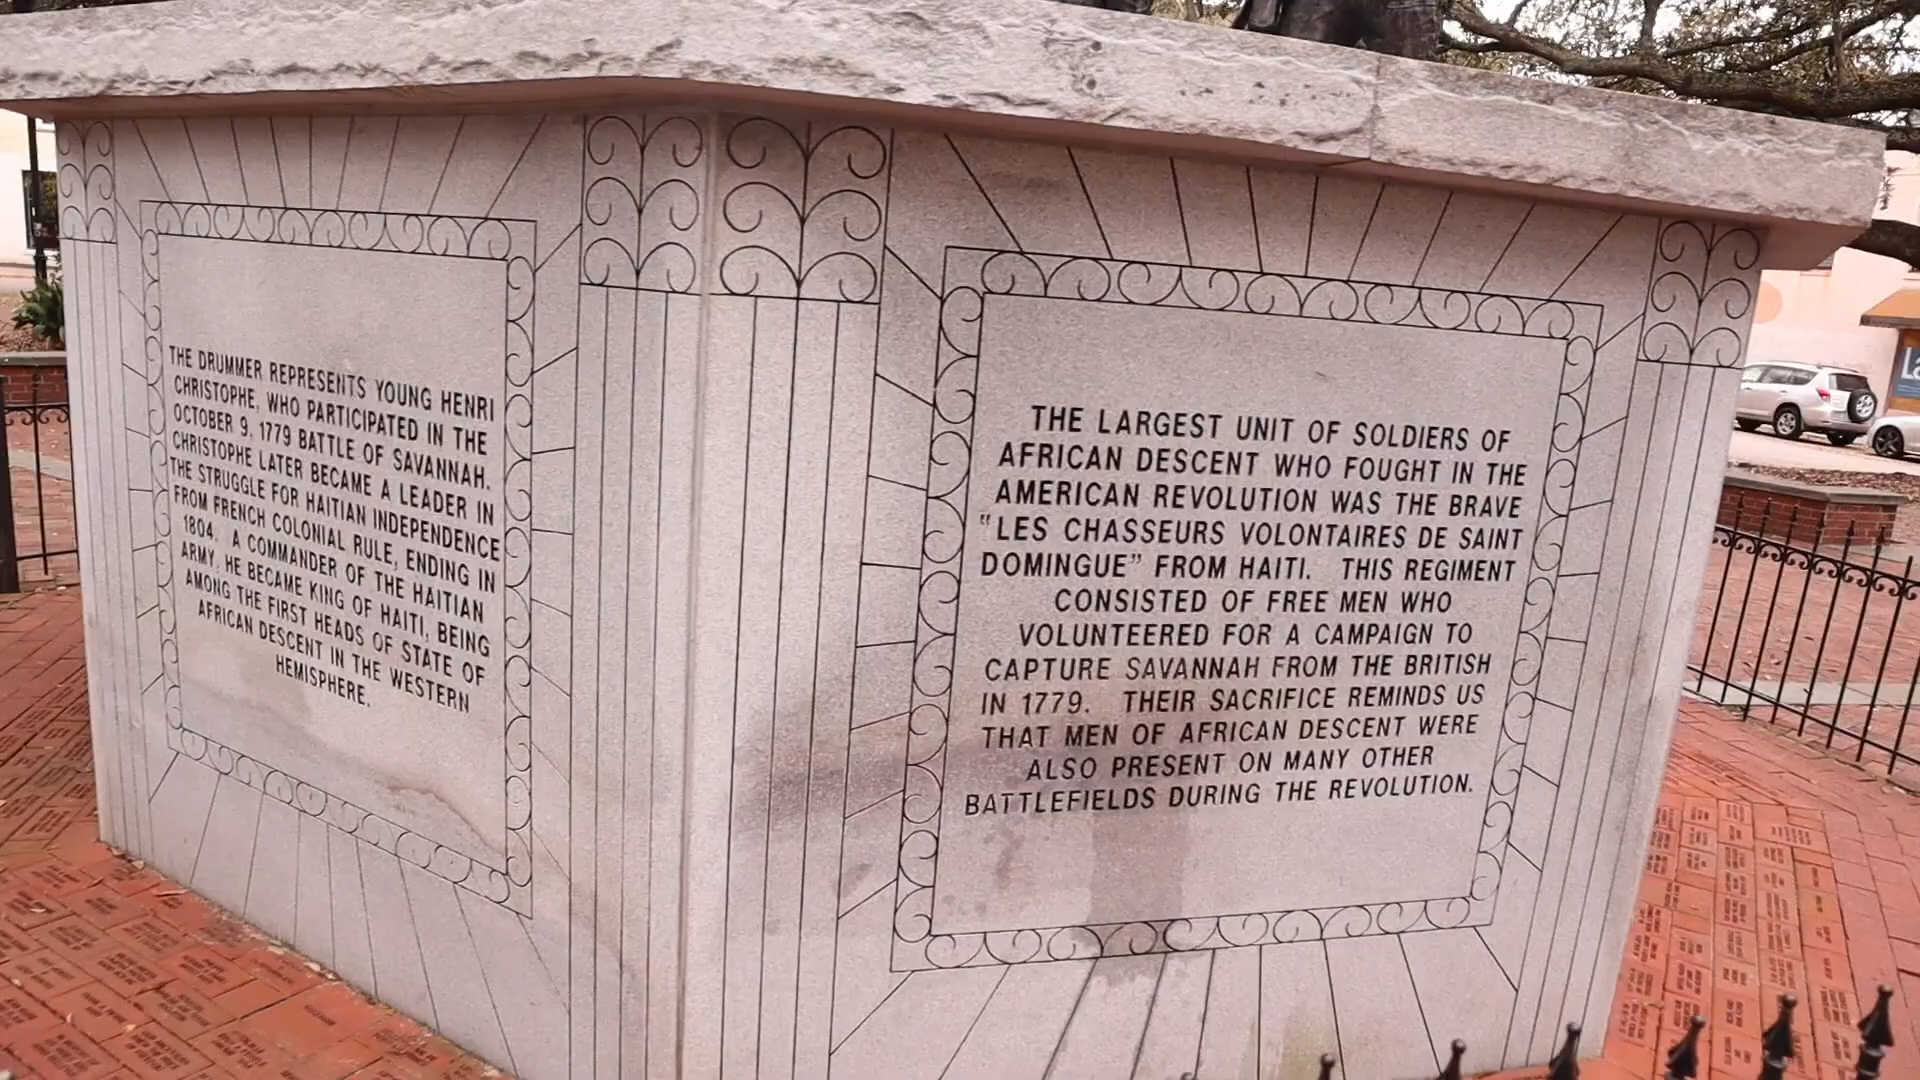 THE DRUMMER REPRESENTS YOUNG HENRI
CHRISTOPHE, WHO PARTICIPATED IN THE
OCTOBER 9, 1779 BATTLE OF SAVANNAH.
CHRISTOPHE LATER BECAME A LEADER IN
THE STRUGGLE FOR HAITIAN INDEPENDENCE
FROM FRENCH COLONIAL RULE, ENDING IN
1804. A COMMANDER OF THE HAITIAN
ARMY, HE BECAME KING OF HAITI, BEING
AMONG THE FIRST HEADS OF STATE OF
AFRICAN DESCENT IN THE WESTERN
HEMISPHERE.
THE LARGEST UNIT OF SOLDIERS OF
AFRICAN DESCENT WHO FOUGHT IN THE
AMERICAN REVOLUTION WAS THE BRAVE
"LES CHASSEURS VOLONTAIRES DE SAINT
DOMINGUE" FROM HAITI. THIS REGIMENT
CONSISTED OF FREE MEN WHO
VOLUNTEERED FOR A CAMPAIGN TO
CAPTURE SAVANNAH FROM THE BRITISH
IN 1779. THEIR SACRIFICE REMINDS US
THAT MEN OF AFRICAN DESCENT WERE
ALSO PRESENT ON MANY OTHER
BATTLEFIELDS DURING THE REVOLUTION.